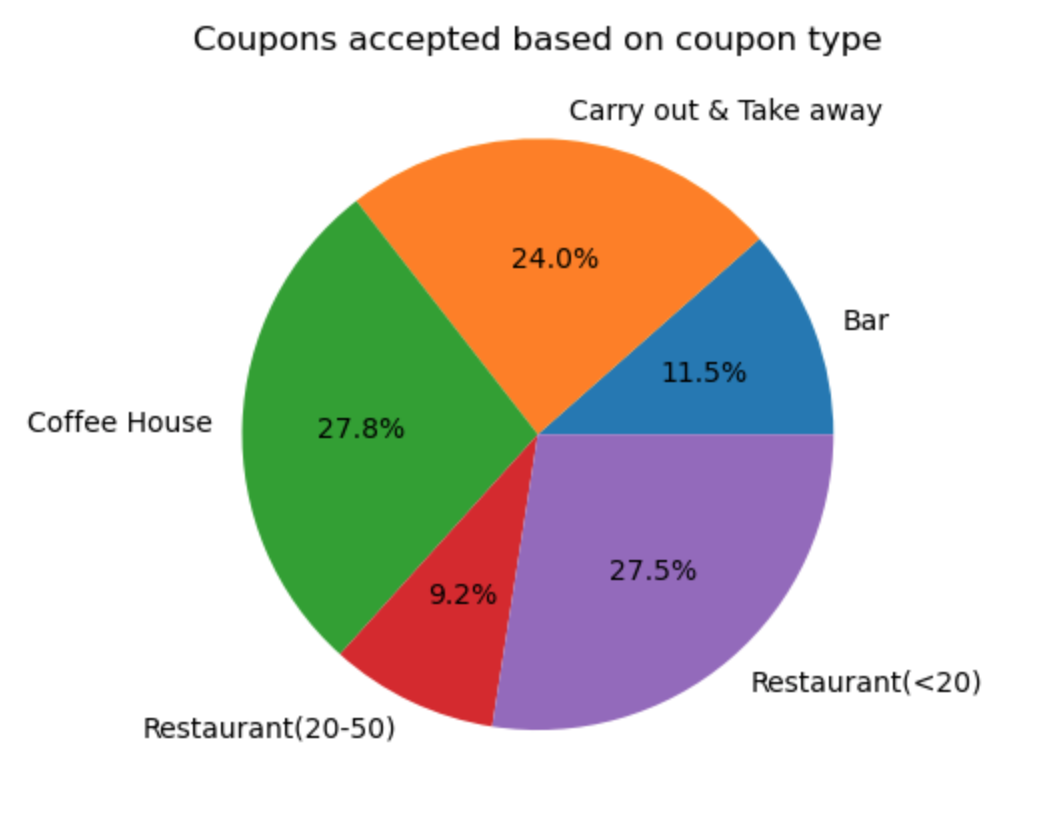 Coupons accepted based on coupon type
Carry out & Take away
24.0%
Bar
11.5%
Coffee House
27.8%
27.5%
9.2%
Restaurant(<20)
Restaurant(20-50)